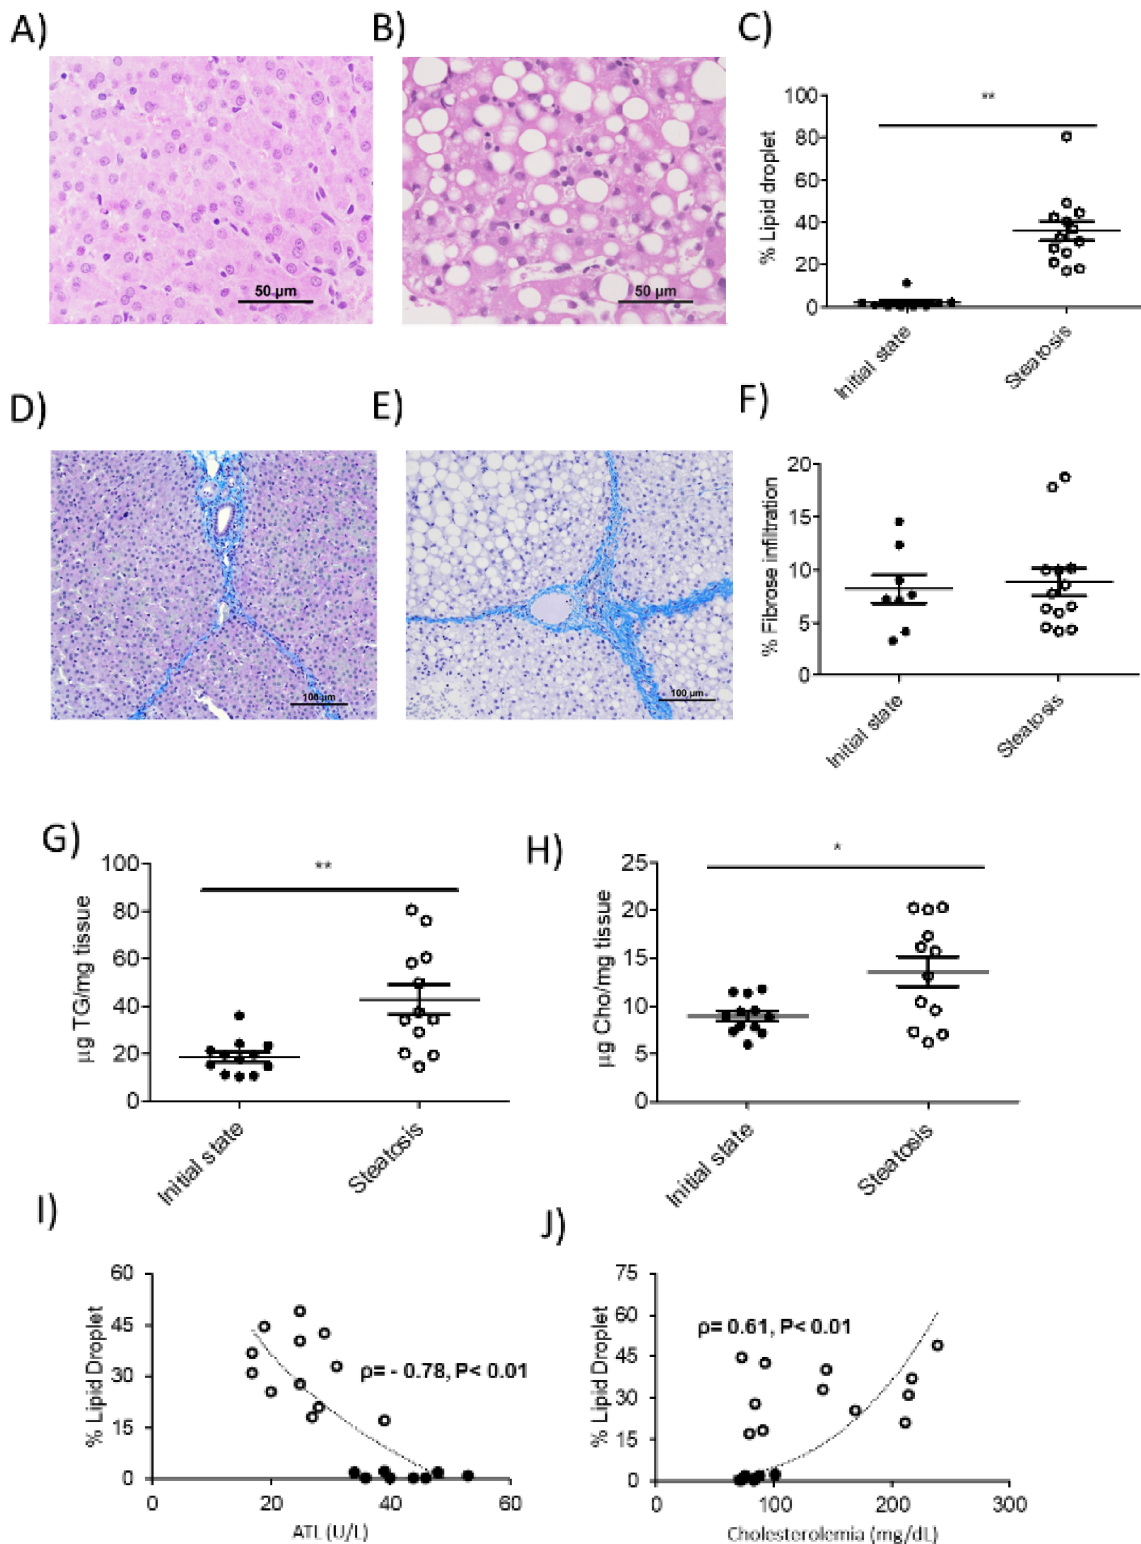 A)
B)
C)
50 µm
50 µm
% Lipid droplet
100
80
60
40
20
0
**
Initial state
Steatosis
D)
E)
F)
100 µm
100 µm
% Fibrose infiltration
20
15
10
5
0
Initial state
Steatosis
G)
µg TG/mg tissue
100
80
60
40
20
0
**
Initial state
Steatosis
H)
µg Cho/mg tissue
25
20
15
10
5
0
*
Initial state
Steatosis
I)
% Lipid Droplet
60
45
30
15
0
ρ= - 0.78, P< 0.01
0 20 40 60
ATL (U/L)
J)
% Lipid Droplet
75
60
45
30
15
0
ρ= 0.61, P< 0.01
0 100 200 300
Cholesterolemia (mg/dL)